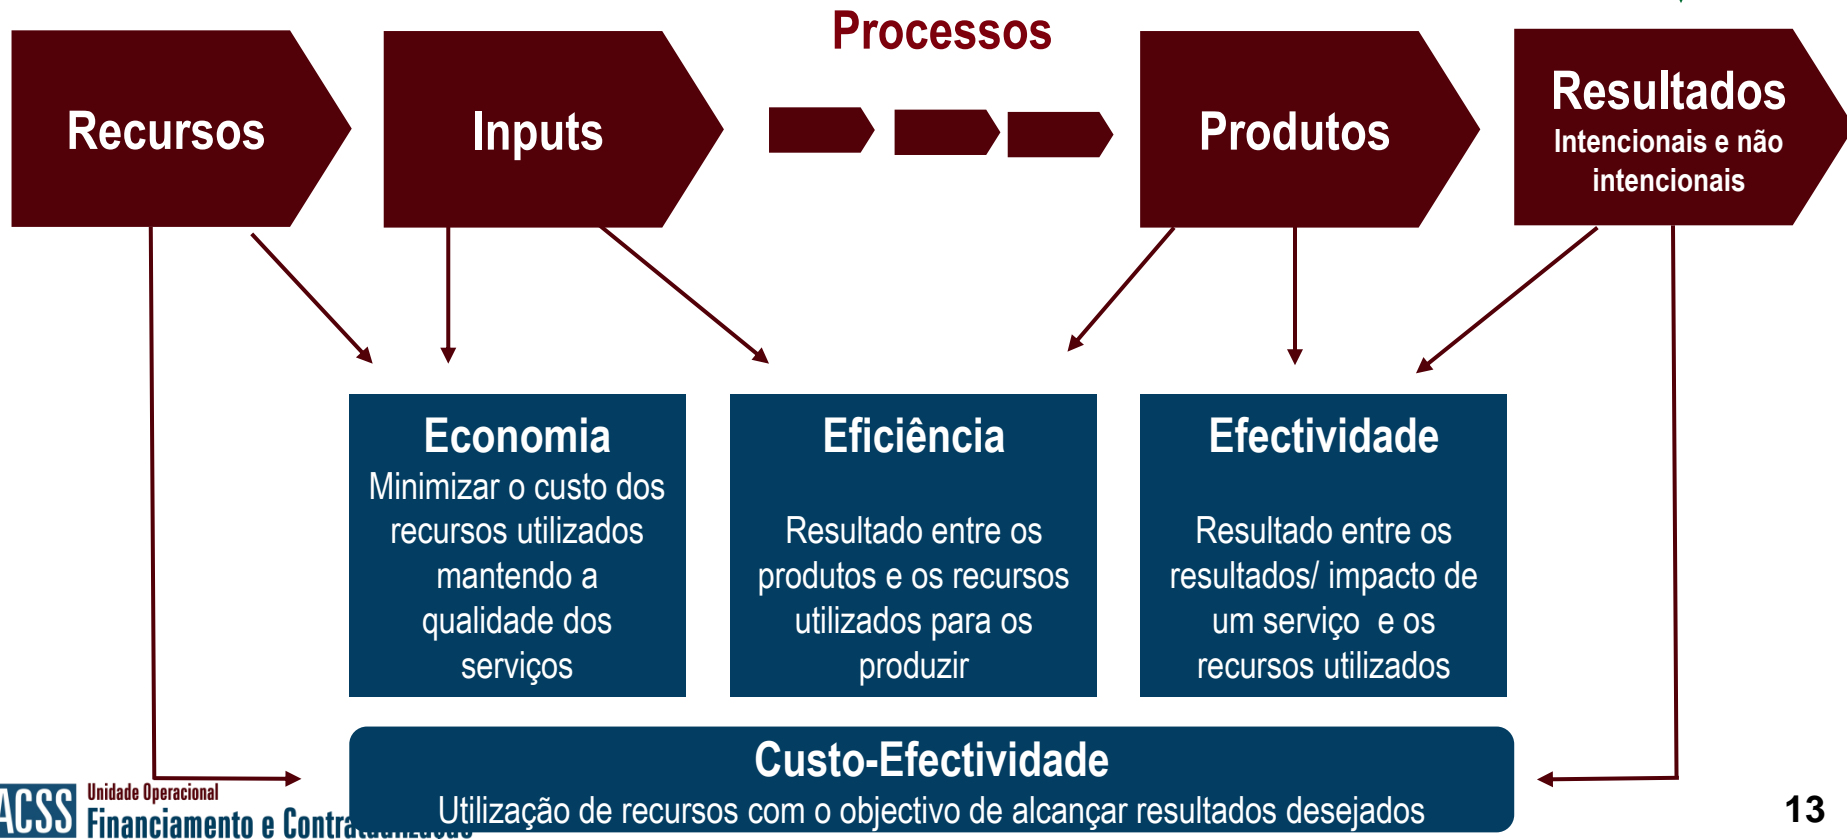 Processos
Recursos
Inputs
Produtos
Resultados
Intencionais e não
intencionais
Economia
Minimizar o custo dos
recursos utilizados
mantendo a
qualidade dos
serviços
Eficiência
Resultado entre os
produtos e os recursos
utilizados para os
produzir
Efectividade
Resultado entre os
resultados/ impacto de
um serviço e os
recursos utilizados
Custo-Efectividade
Utilização de recursos com o objectivo de alcançar resultados desejados
ACSS
Unidade Operacional
Financiamento e
13